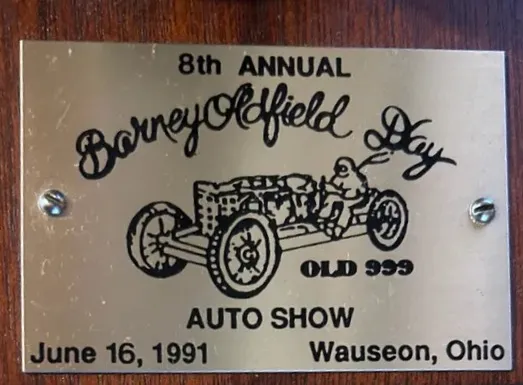 8th ANNUAL
Barney Oldfield Day
OLD 999
AUTO SHOW
June 16, 1991 Wauseon, Ohio